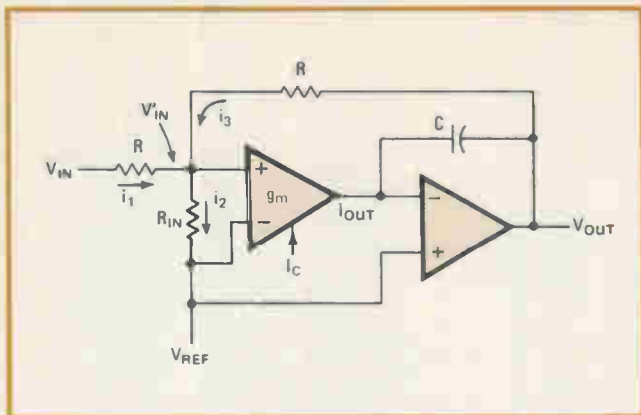 R
V'IN
i3
C
VIN
R
i1
RIN
i2
+
−
gm
IC
iOUT
−
+
VOUT
VREF